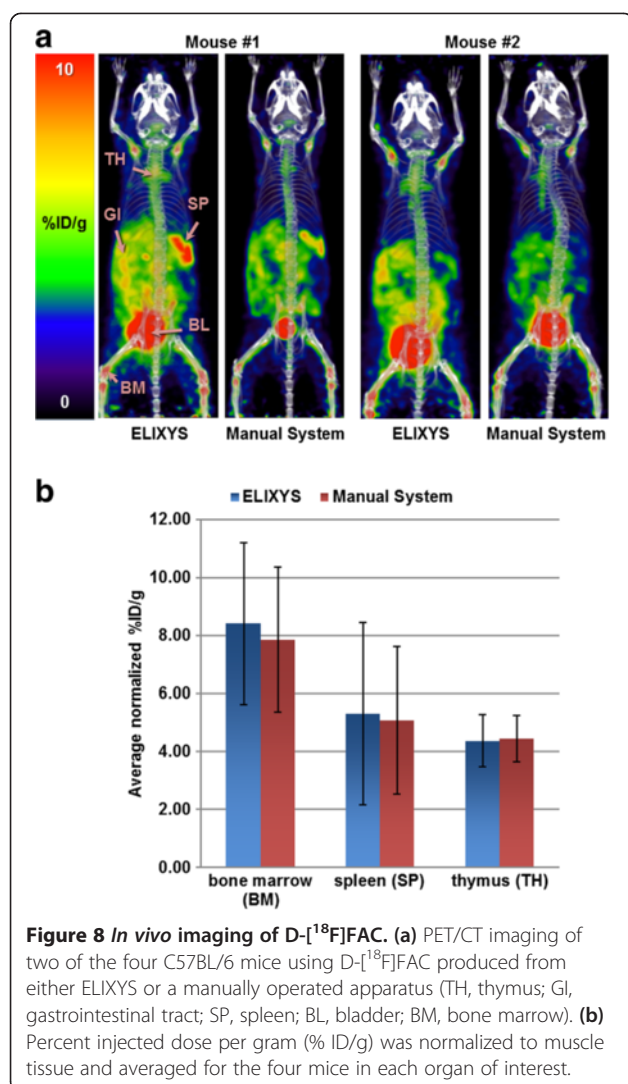 a
Mouse #1 Mouse #2
10
%ID/g
0
TH
GI
SP
BL
BM
ELIXYS Manual System ELIXYS Manual System
b
ELIXYS Manual System
Average normalized %ID/g
12.00
10.00
8.00
6.00
4.00
2.00
0.00
bone marrow spleen (SP) thymus (TH)
(BM)
Figure 8 In vivo imaging of D-[18F]FAC. (a) PET/CT imaging of
two of the four C57BL/6 mice using D-[18F]FAC produced from
either ELIXYS or a manually operated apparatus (TH, thymus; GI,
gastrointestinal tract; SP, spleen; BL, bladder; BM, bone marrow). (b)
Percent injected dose per gram (% ID/g) was normalized to muscle
tissue and averaged for the four mice in each organ of interest.